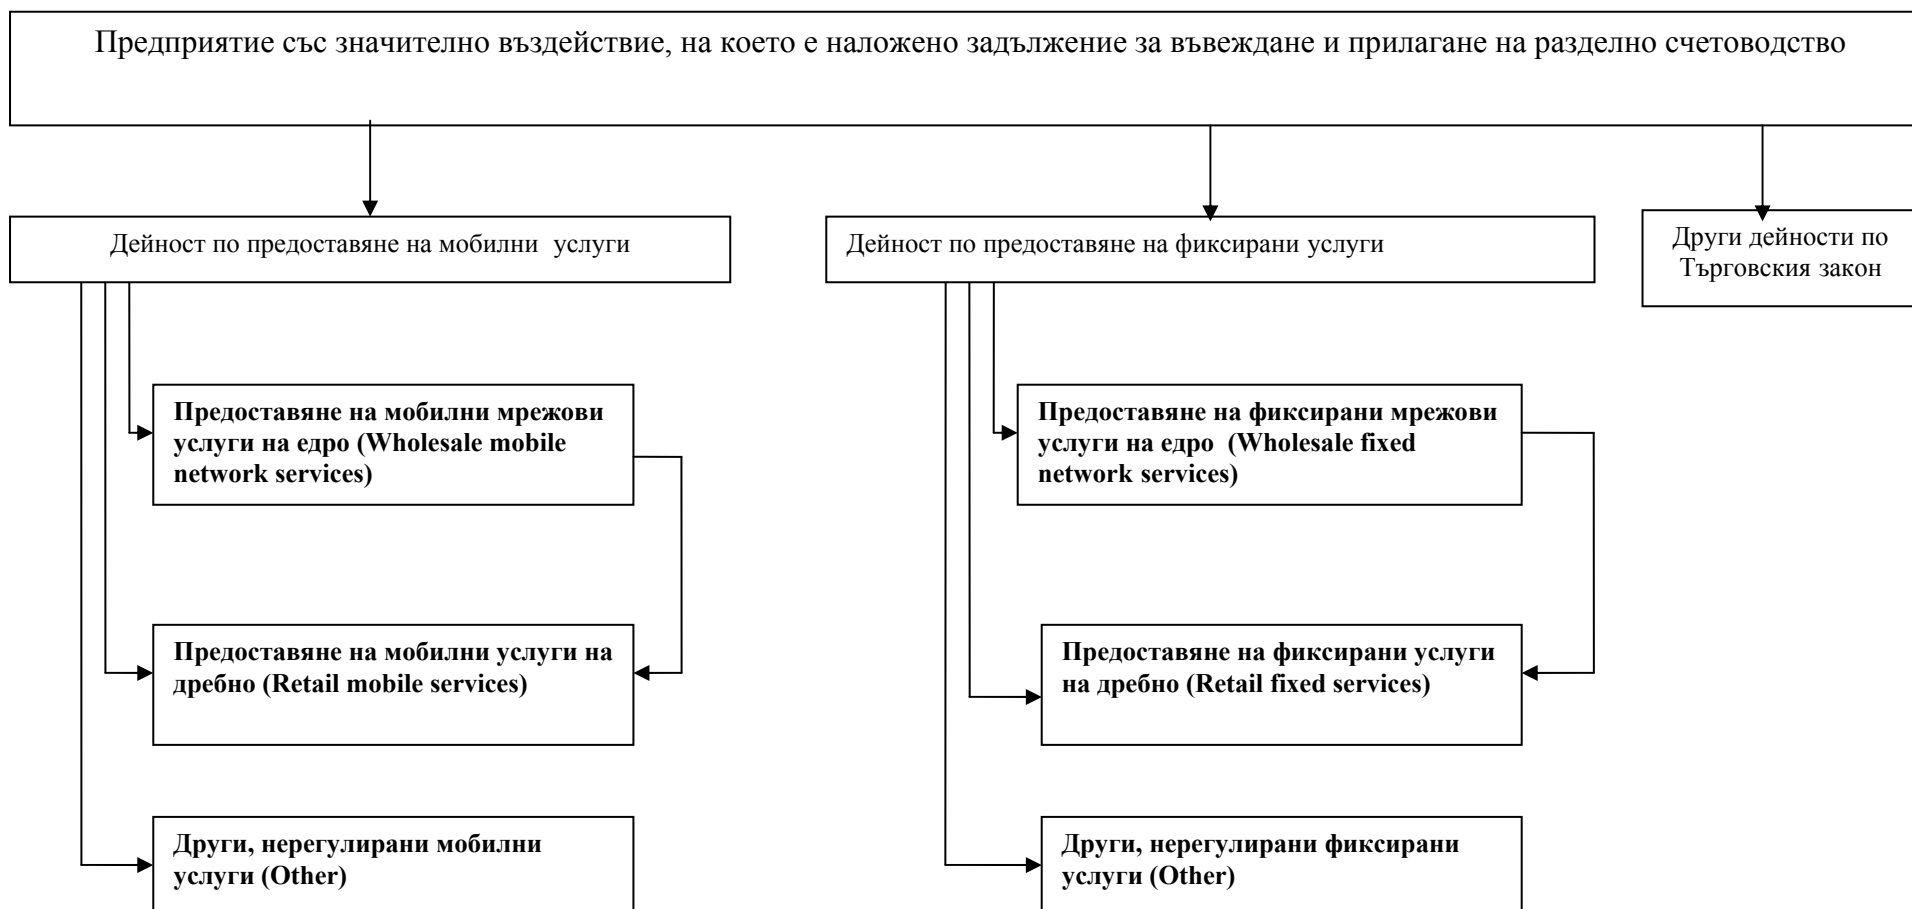 Предприятие със значително въздействие, на което е наложено задължение за въвеждане и прилагане на разделно счетоводство
Дейност по предоставяне на мобилни  услуги
Дейност по предоставяне на фиксирани услуги
Други дейности по
Търговския закон
Предоставяне на мобилни мрежови
услуги на едро (Wholesale mobile
network services)
Предоставяне на фиксирани мрежови
услуги на едро  (Wholesale fixed
network services)
Предоставяне на мобилни услуги на
дребно (Retail mobile services)
Предоставяне на фиксирани услуги
на дребно (Retail fixed services)
Други, нерегулирани мобилни
услуги (Other)
Други, нерегулирани фиксирани
услуги (Other)